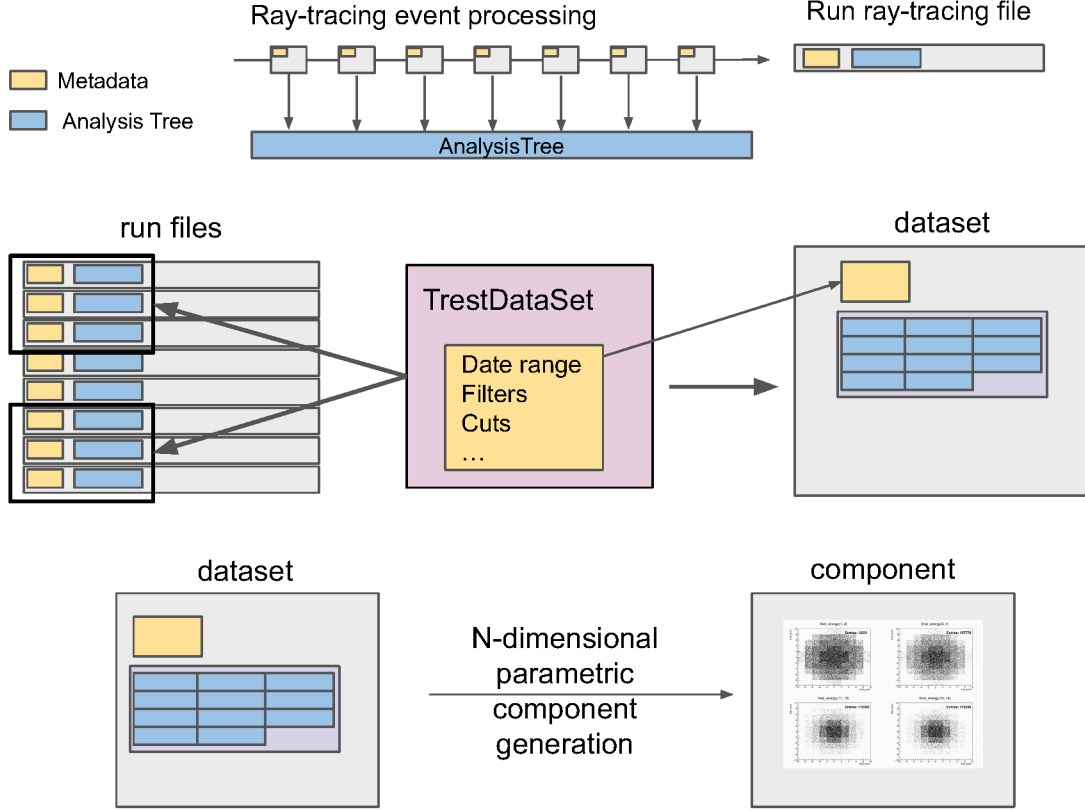 Ray-tracing event processing
Run ray-tracing file
Metadata
Analysis Tree
AnalysisTree
run files
dataset
TrestDataSet
Date range
Filters
Cuts
…
dataset
component
N-dimensional
parametric
component
generation